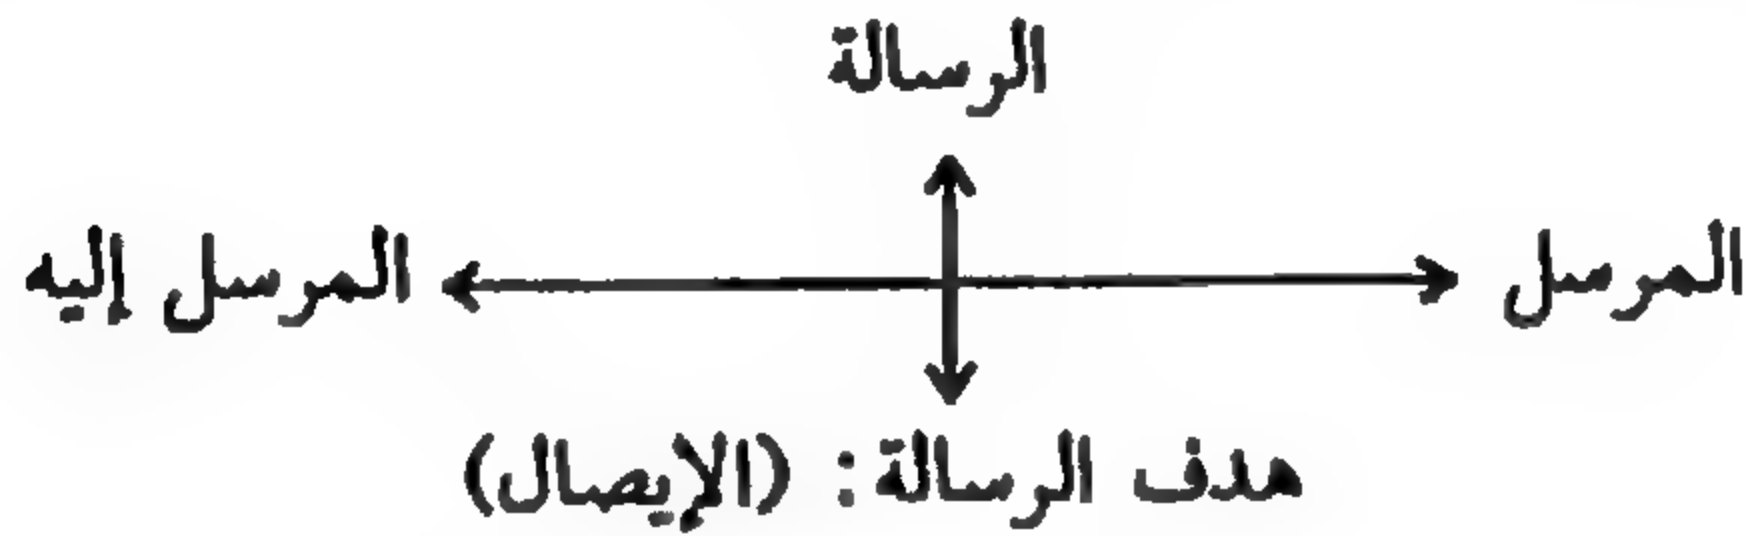 الرسالة
المرسل
المرسل إليه
هدف الرسالة: (الإيصال)